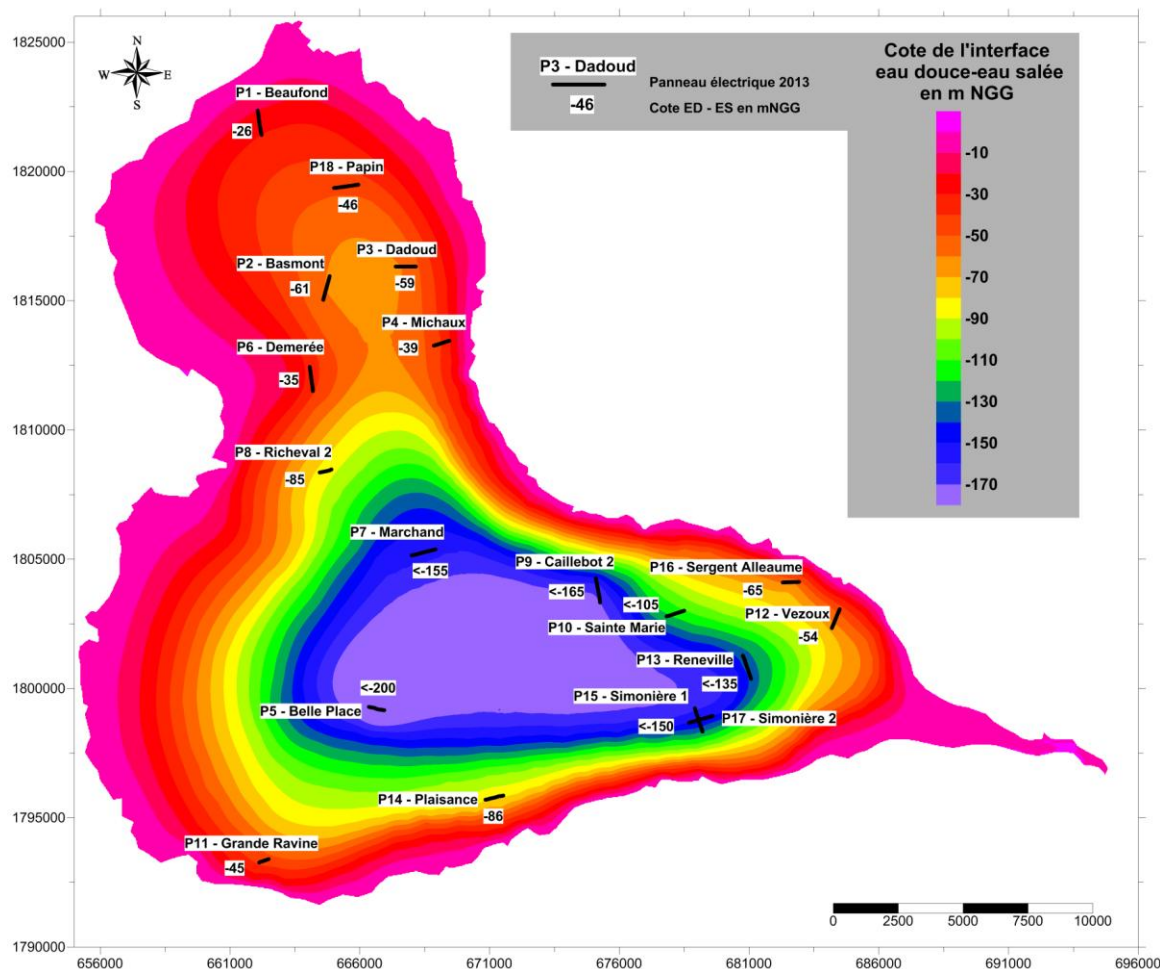 1825000
1820000
1815000
1810000
1805000
1800000
1795000
1790000
656000
661000
666000
671000
676000
681000
686000
691000
696000
N
W
E
S
P3 - Dadoud
-46
Panneau électrique 2013
Cote ED - ES en mNGG
Cote de l'interface
eau douce-eau salée
en m NGG
-10
-30
-50
-70
-90
-110
-130
-150
-170
P1 - Beaufond
-26
P18 - Papin
-46
P3 - Dadoud
-59
P2 - Basmont
-61
P4 - Michaux
-39
P6 - Demerée
-35
P8 - Richeval 2
-85
P7 - Marchand
<-155
P9 - Caillebot 2
<-165
P16 - Sergent Alleaume
-65
<-105
P10 - Sainte Marie
P12 - Vezoux
-54
P13 - Reneville
<-135
<-200
P5 - Belle Place
P15 - Simonière 1
<-150
P17 - Simonière 2
P14 - Plaisance
-86
P11 - Grande Ravine
-45
0
2500
5000
7500
10000